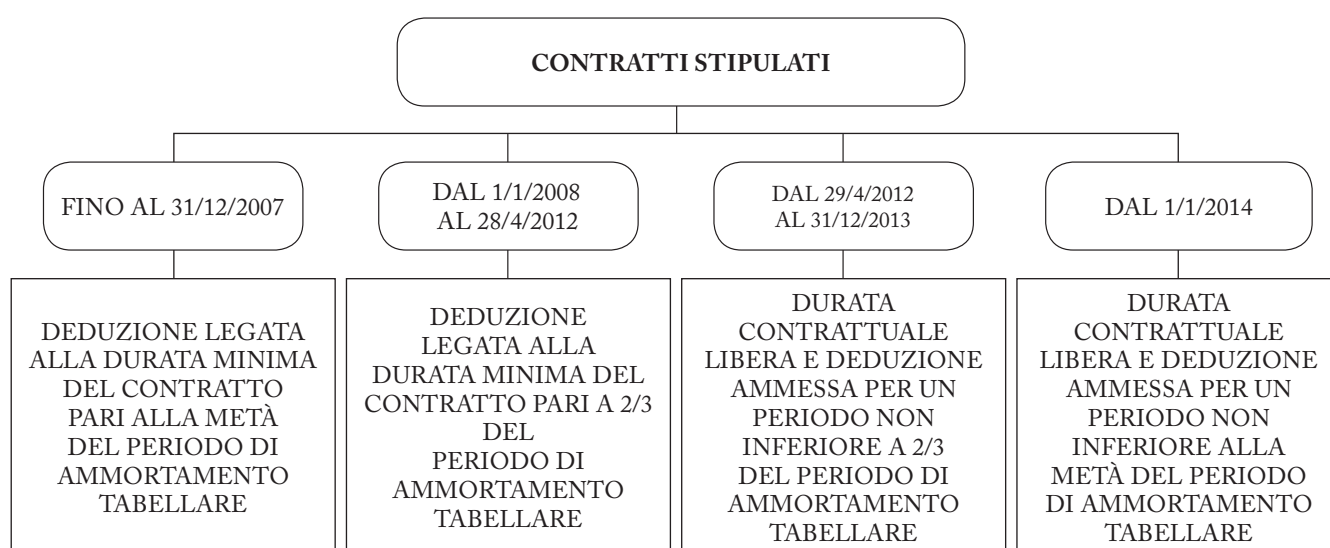 CONTRATTI STIPULATI
FINO AL 31/12/2007
DAL 1/1/2008
AL 28/4/2012
DAL 29/4/2012
AL 31/12/2013
DAL 1/1/2014
DEDUZIONE LEGATA
ALLA DURATA MINIMA
DEL CONTRATTO
PARI ALLA METÀ
DEL PERIODO DI
AMMORTAMENTO
TABELLARE
DEDUZIONE
LEGATA ALLA
DURATA MINIMA DEL
CONTRATTO PARI A 2/3
DEL
PERIODO DI
AMMORTAMENTO
TABELLARE
DURATA
CONTRATTUALE
LIBERA E DEDUZIONE
AMMESSA PER UN
PERIODO NON
INFERIORE A 2/3
DEL PERIODO DI
AMMORTAMENTO
TABELLARE
DURATA
CONTRATTUALE
LIBERA E DEDUZIONE
AMMESSA PER UN
PERIODO NON
INFERIORE ALLA
METÀ DEL PERIODO
DI AMMORTAMENTO
TABELLARE